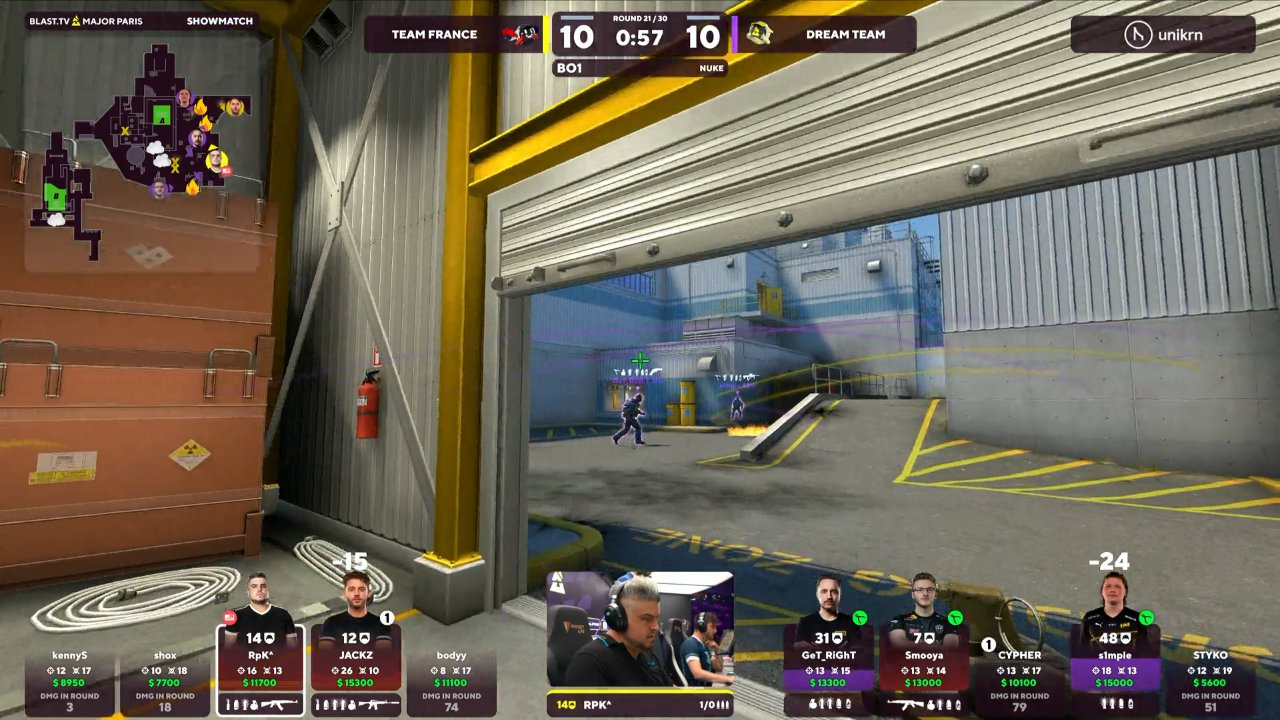 BLAST.TV MAJOR PARIS SHOWMATCH
TEAM FRANCE
10
ROUND 21 / 30
0:57
10
DREAM TEAM
unikrn
BO1
NUKE
A
B
ZONE
-15
-24
1
14
12
31
7
1
48
kennyS
shox
RpK^
JACKZ
bodyy
GeT_RiGhT
Smooya
CYPHER
s1mple
STYKO
12 17
10 18
16 13
26 10
8 17
13 15
13 14
13 17
18 13
12 19
$ 8950
$ 7700
$ 11700
$ 15300
$ 11100
$ 13300
$ 13000
$ 10100
$ 15000
$ 5600
DMG IN ROUND
3
DMG IN ROUND
18
DMG IN ROUND
74
DMG IN ROUND
79
DMG IN ROUND
51
14 RPK^ 1/0